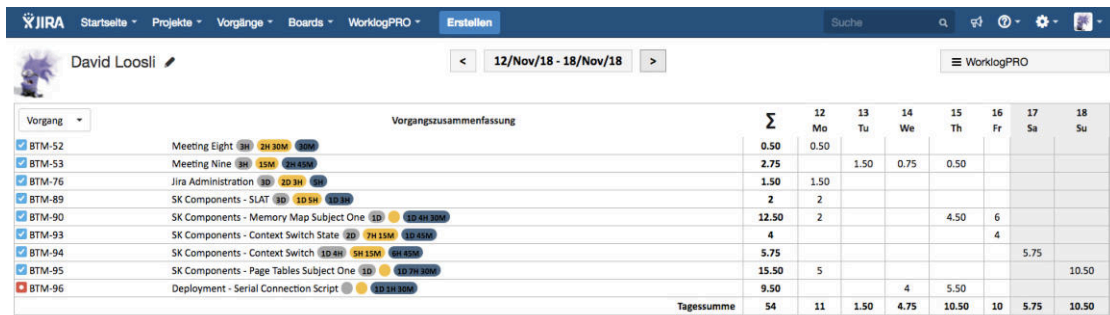 JIRA Startseite Projekte Vorgänge Boards WorklogPRO Erstellen Suche
David Loosli < 12/Nov/18 - 18/Nov/18 > WorklogPRO
Vorgang Vorgangszusammenfassung Σ 12 Mo 13 Tu 14 We 15 Th 16 Fr 17 Sa 18 Su
BTM-52 Meeting Eight 3H 2H 30M 30M 0.50 0.50
BTM-53 Meeting Nine 3H 15M 2H 45M 2.75 1.50 0.75 0.50
BTM-76 Jira Administration 3D 2D 3H 5H 1.50 1.50
BTM-89 SK Components - SLAT 3D 1D 5H 1D 3H 2 2
BTM-90 SK Components - Memory Map Subject One 1D 1D 4H 30M 12.50 2 4.50 6
BTM-93 SK Components - Context Switch State 2D 7H 15M 1D 45M 4 4
BTM-94 SK Components - Context Switch 1D 4H 5H 15M 6H 45M 5.75 5.75
BTM-95 SK Components - Page Tables Subject One 1D 1D 7H 30M 15.50 5 10.50
BTM-96 Deployment - Serial Connection Script 1D 1H 30M 9.50 4 5.50
Tagessumme 54 11 1.50 4.75 10.50 10 5.75 10.50